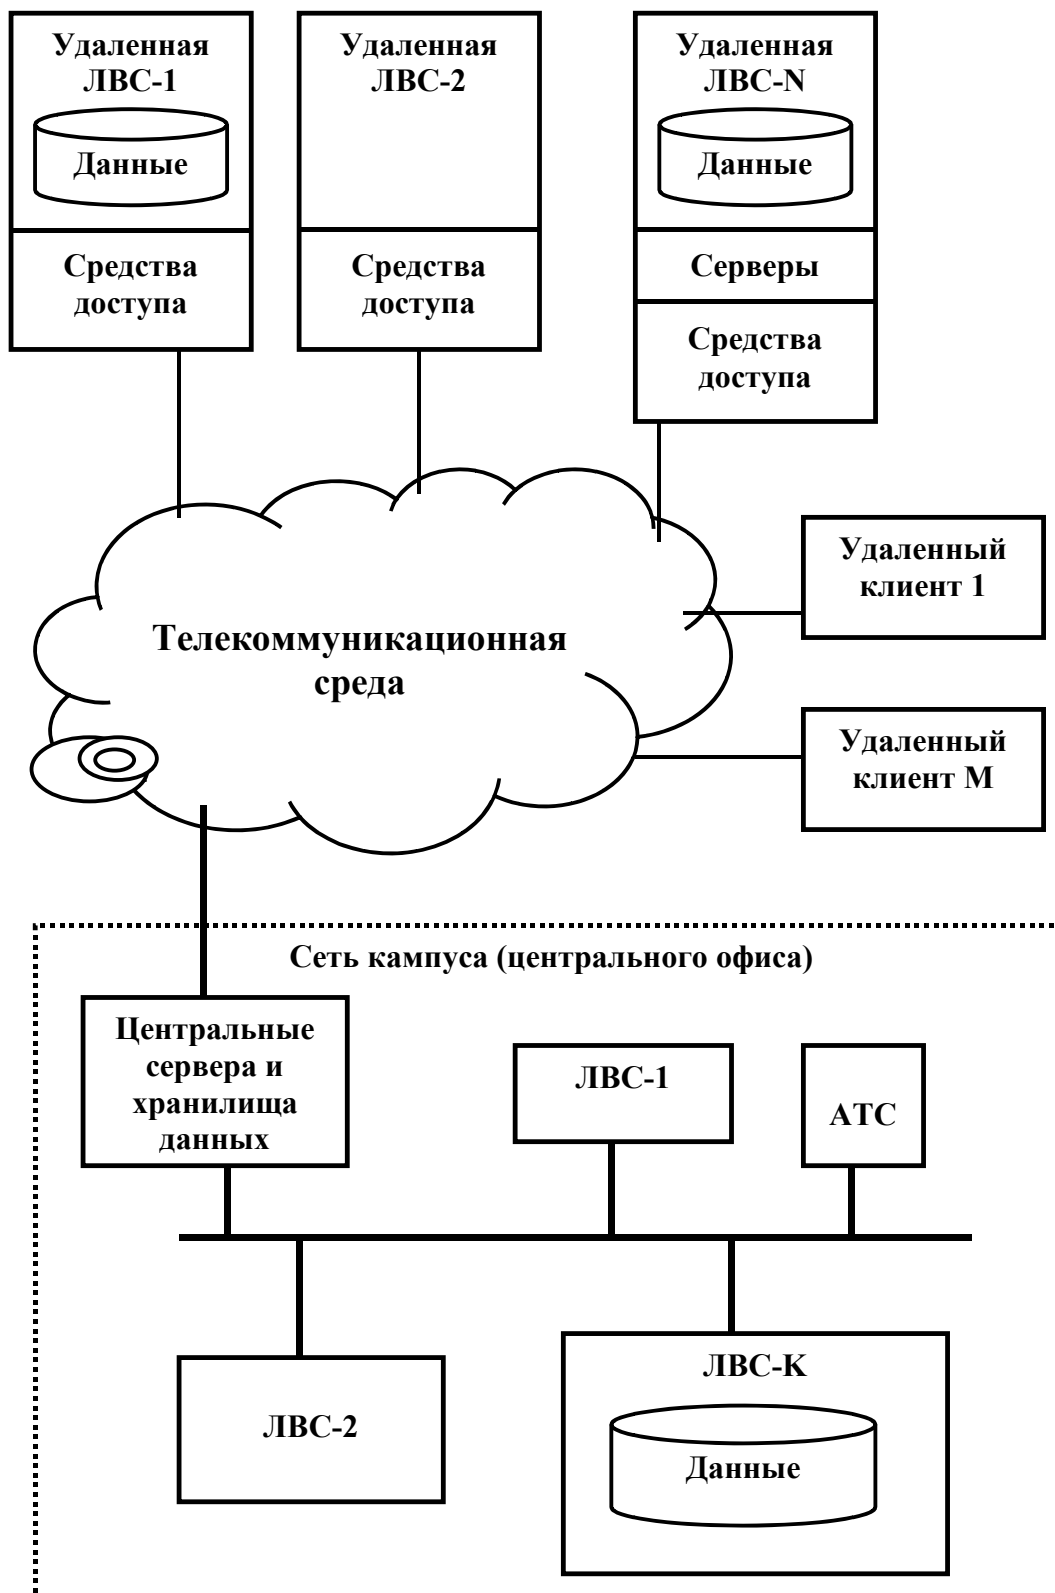 Удаленная
ЛВС-1
Данные
Средства
доступа
Удаленная
ЛВС-2
Средства
доступа
Удаленная
ЛВС-N
Данные
Серверы
Средства
доступа
Удаленный
клиент 1
Телекоммуникационная
среда
Удаленный
клиент М
Сеть кампуса (центрального офиса)
Центральные
сервера и
хранилища
данных
ЛВС-1
АТС
ЛВС-2
ЛВС-К
Данные